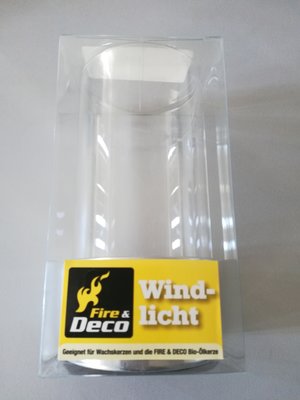 Fire &
Deco
Wind-
licht
Geeignet für Wachskerzen und die FIRE & DECO Bio-Ölkerze